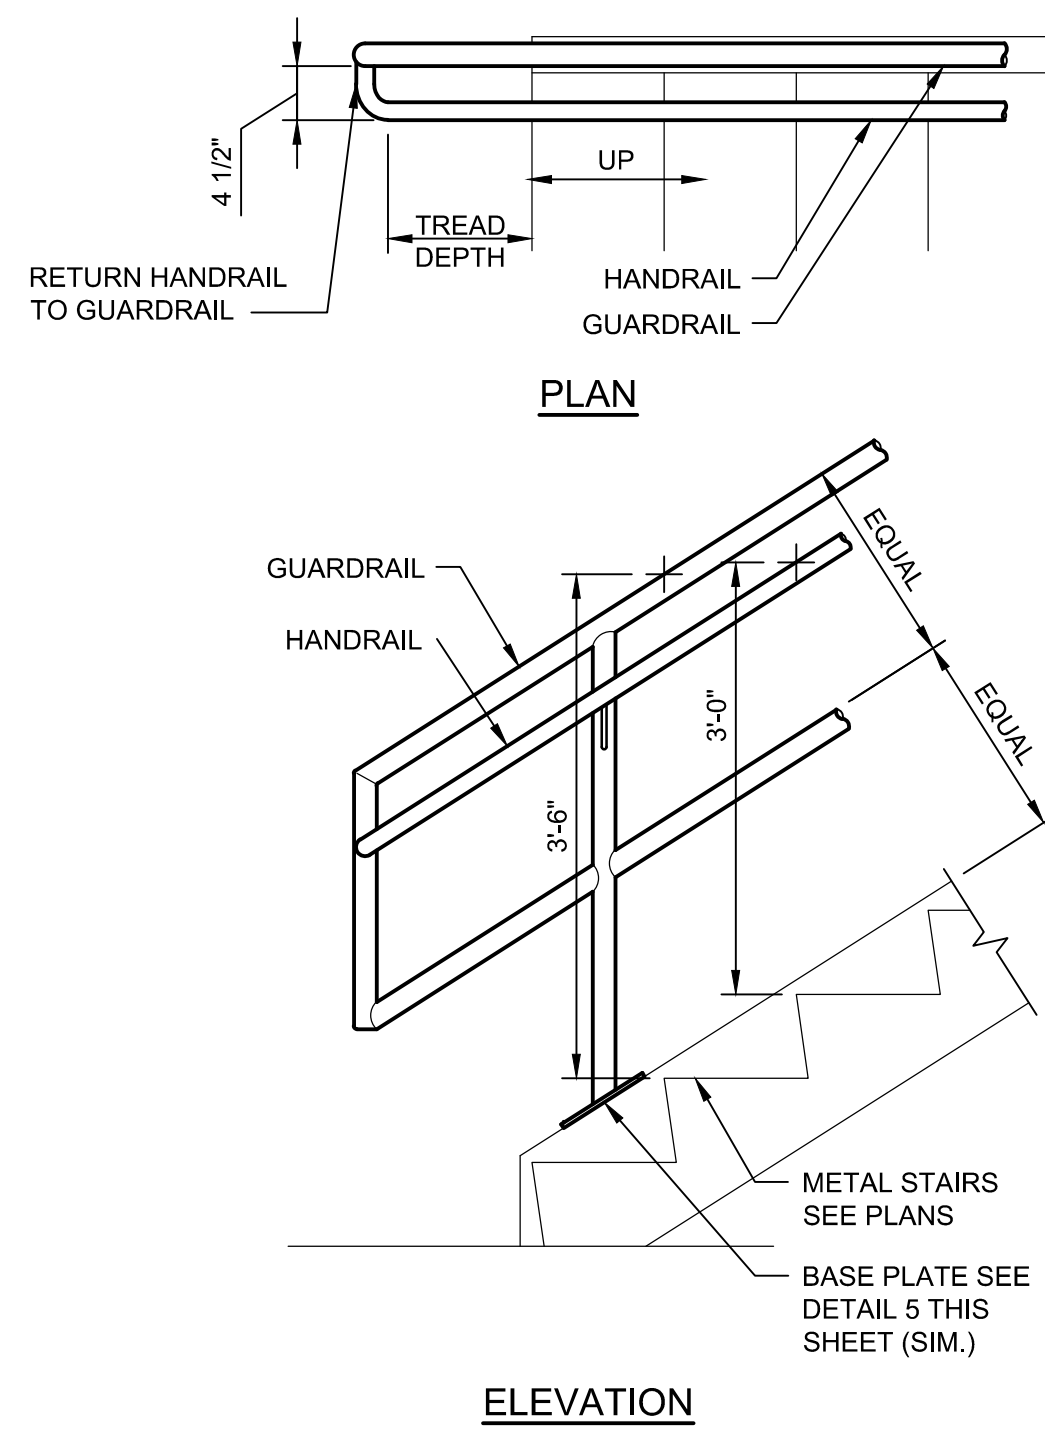 4 1/2"
UP
TREAD
DEPTH
RETURN HANDRAIL
TO GUARDRAIL
HANDRAIL
GUARDRAIL
PLAN
EQUAL
GUARDRAIL
HANDRAIL
3'-0"
EQUAL
3'-6"
METAL STAIRS
SEE PLANS
BASE PLATE SEE
DETAIL 5 THIS
SHEET (SIM.)
ELEVATION